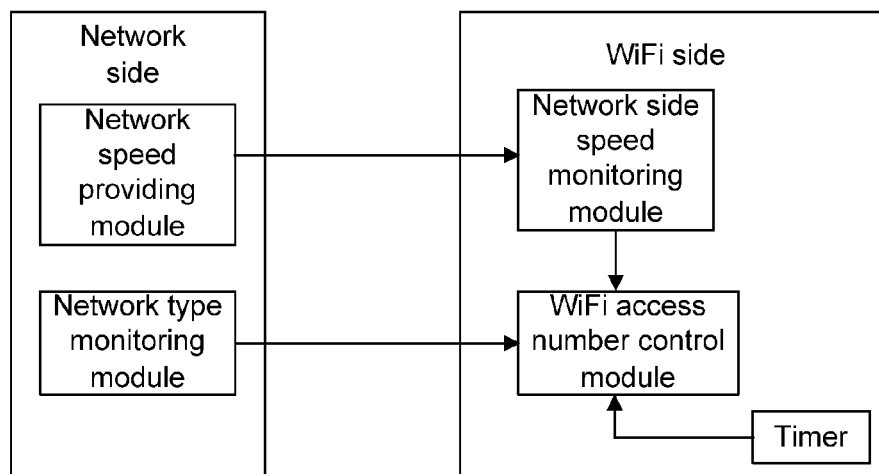 Network
side
Network
speed
providing
module
Network type
monitoring
module
WiFi side
Network side
speed
monitoring
module
WiFi access
number control
module
Timer